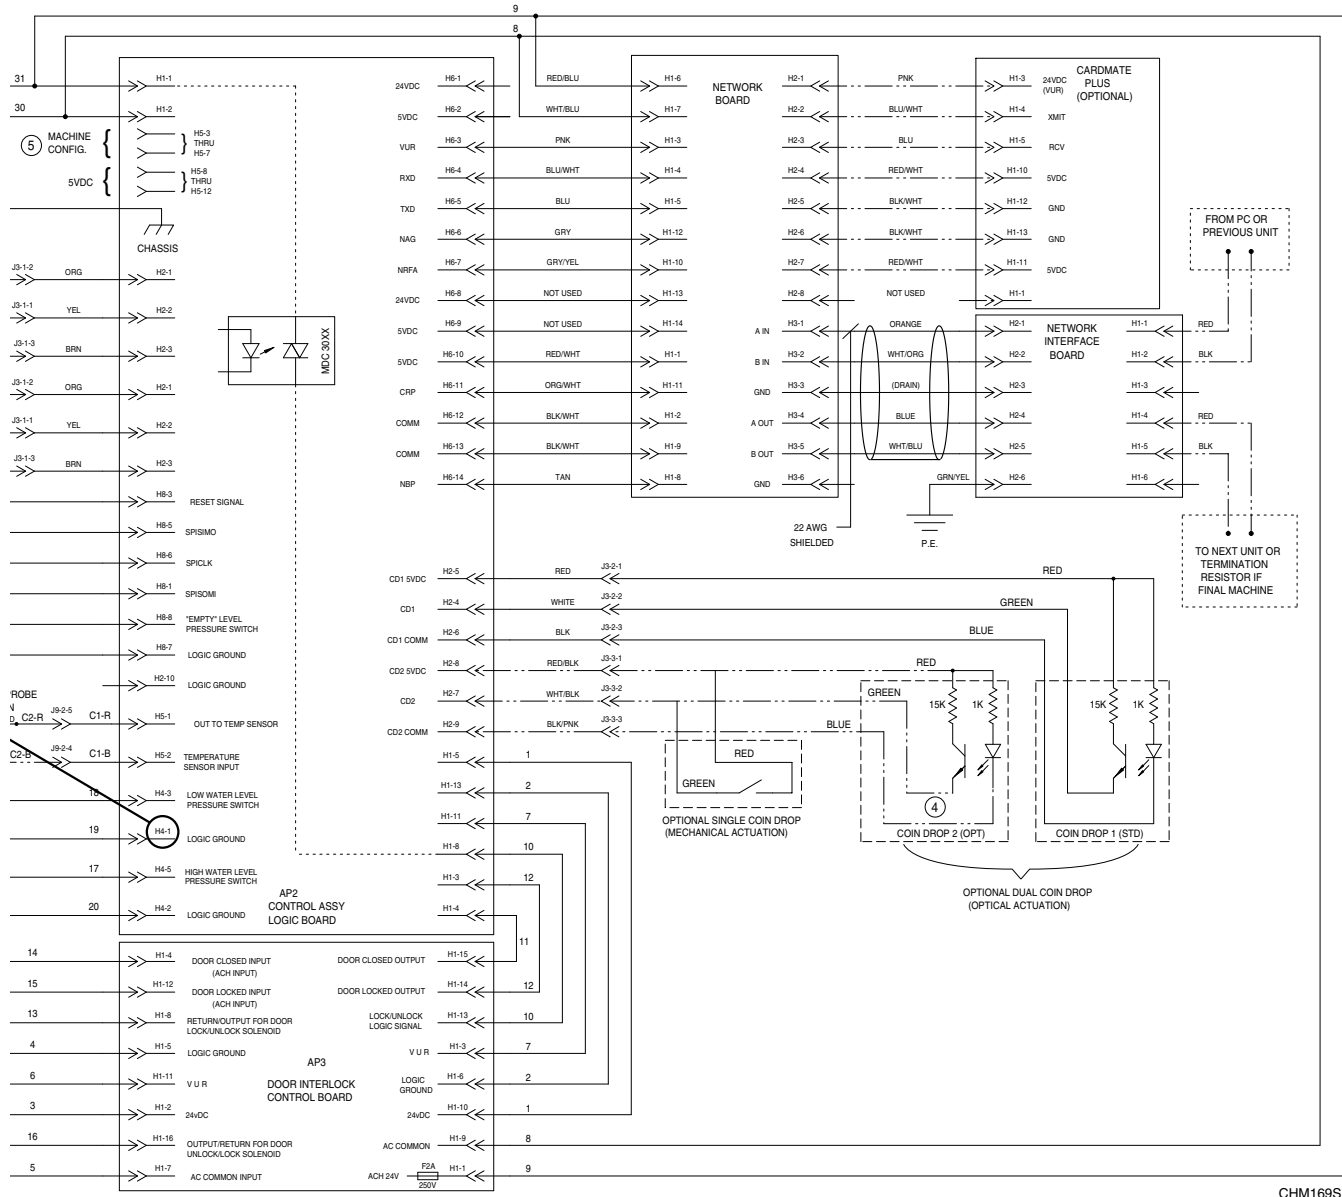 9
8
31
H1-1
30
H1-2
5
MACHINE
CONFIG.
H5-3
THRU
H5-7
5VDC
H5-8
THRU
H5-12
CHASSIS
J3-1-2
ORG
H2-1
J3-1-1
YEL
H2-2
J3-1-3
BRN
H2-3
J3-1-2
ORG
H2-1
J3-1-1
YEL
H2-2
J3-1-3
BRN
H2-3
MDC 30XX
H8-3
RESET SIGNAL
H8-5
SPISIMO
H8-6
SPICLK
H8-1
SPISOMI
H8-8
"EMPTY" LEVEL
PRESSURE SWITCH
H8-7
LOGIC GROUND
H2-10
LOGIC GROUND
ROBE
C2-R
J9-2-5
C1-R
H5-1
OUT TO TEMP SENSOR
C2-B
J9-2-4
C1-B
H5-2
TEMPERATURE
SENSOR INPUT
18
H4-3
LOW WATER LEVEL
PRESSURE SWITCH
19
H4-1
LOGIC GROUND
17
H4-5
HIGH WATER LEVEL
PRESSURE SWITCH
20
H4-2
LOGIC GROUND
AP2
CONTROL ASSY
LOGIC BOARD
24VDC
H6-1
RED/BLU
H1-6
5VDC
H6-2
WHT/BLU
H1-7
VUR
H6-3
PNK
H1-3
RXD
H6-4
BLU/WHT
H1-4
TXD
H6-5
BLU
H1-5
NAG
H6-6
GRY
H1-12
NRFA
H6-7
GRY/YEL
H1-10
24VDC
H6-8
NOT USED
H1-13
5VDC
H6-9
NOT USED
H1-14
5VDC
H6-10
RED/WHT
H1-1
CRP
H6-11
ORG/WHT
H1-11
COMM
H6-12
BLK/WHT
H1-2
COMM
H6-13
BLK/WHT
H1-9
NBP
H6-14
TAN
H1-8
NETWORK
BOARD
H2-1
PNK
H1-3
24VDC
(VUR)
H2-2
BLU/WHT
H1-4
XMIT
H2-3
BLU
H1-5
RCV
H2-4
RED/WHT
H1-10
5VDC
H2-5
BLK/WHT
H1-12
GND
H2-6
BLK/WHT
H1-13
GND
H2-7
RED/WHT
H1-11
5VDC
H2-8
NOT USED
H1-1
CARDMATE
PLUS
(OPTIONAL)
A IN
H3-1
ORANGE
H2-1
B IN
H3-2
WHT/ORG
H2-2
GND
H3-3
(DRAIN)
H2-3
A OUT
H3-4
BLUE
H2-4
B OUT
H3-5
WHT/BLU
H2-5
GND
H3-6
GRN/YEL
H2-6
22 AWG
SHIELDED
P.E.
NETWORK
INTERFACE
BOARD
H1-1
RED
H1-2
BLK
H1-3
H1-4
RED
H1-5
BLK
H1-6
FROM PC OR
PREVIOUS UNIT
TO NEXT UNIT OR
TERMINATION
RESISTOR IF
FINAL MACHINE
CD1 5VDC
H2-5
RED
J3-2-1
RED
CD1
H2-4
WHITE
J3-2-2
GREEN
CD1 COMM
H2-6
BLK
J3-2-3
BLUE
CD2 5VDC
H2-8
RED/BLK
J3-3-1
RED
CD2
H2-7
WHT/BLK
J3-3-2
GREEN
CD2 COMM
H2-9
BLK/PNK
J3-3-3
BLUE
H1-5
1
H1-13
2
H1-11
7
H1-8
10
H1-3
12
H1-4
11
RED
GREEN
OPTIONAL SINGLE COIN DROP
(MECHANICAL ACTUATION)
15K
1K
4
COIN DROP 2 (OPT)
15K
1K
COIN DROP 1 (STD)
OPTIONAL DUAL COIN DROP
(OPTICAL ACTUATION)
14
H1-4
DOOR CLOSED INPUT
(ACH INPUT)
15
H1-12
DOOR LOCKED INPUT
(ACH INPUT)
13
H1-8
RETURN/OUTPUT FOR DOOR
LOCK/UNLOCK SOLENOID
4
H1-5
LOGIC GROUND
6
H1-11
V U R
3
H1-2
24vDC
16
H1-16
OUTPUT/RETURN FOR DOOR
UNLOCK/LOCK SOLENOID
5
H1-7
AC COMMON INPUT
AP3
DOOR INTERLOCK
CONTROL BOARD
DOOR CLOSED OUTPUT
H1-15
DOOR LOCKED OUTPUT
H1-14
12
LOCK/UNLOCK
LOGIC SIGNAL
H1-13
10
V U R
H1-3
7
LOGIC
GROUND
H1-6
2
24vDC
H1-10
1
AC COMMON
H1-9
8
ACH 24V
F2A
250V
H1-1
9
CHM169S